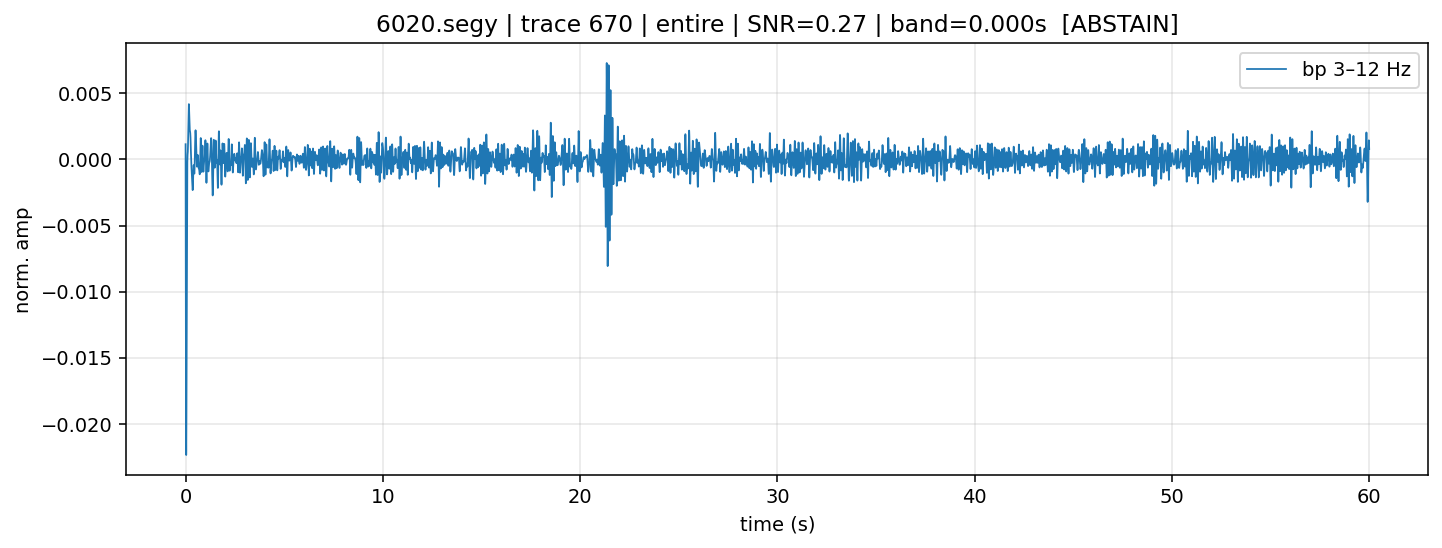 6020.segy | trace 670 | entire | SNR=0.27 | band=0.000s  [ABSTAIN]
bp 3–12 Hz
norm. amp
0.005
0.000
−0.005
−0.010
−0.015
−0.020
0 10 20 30 40 50 60
time (s)